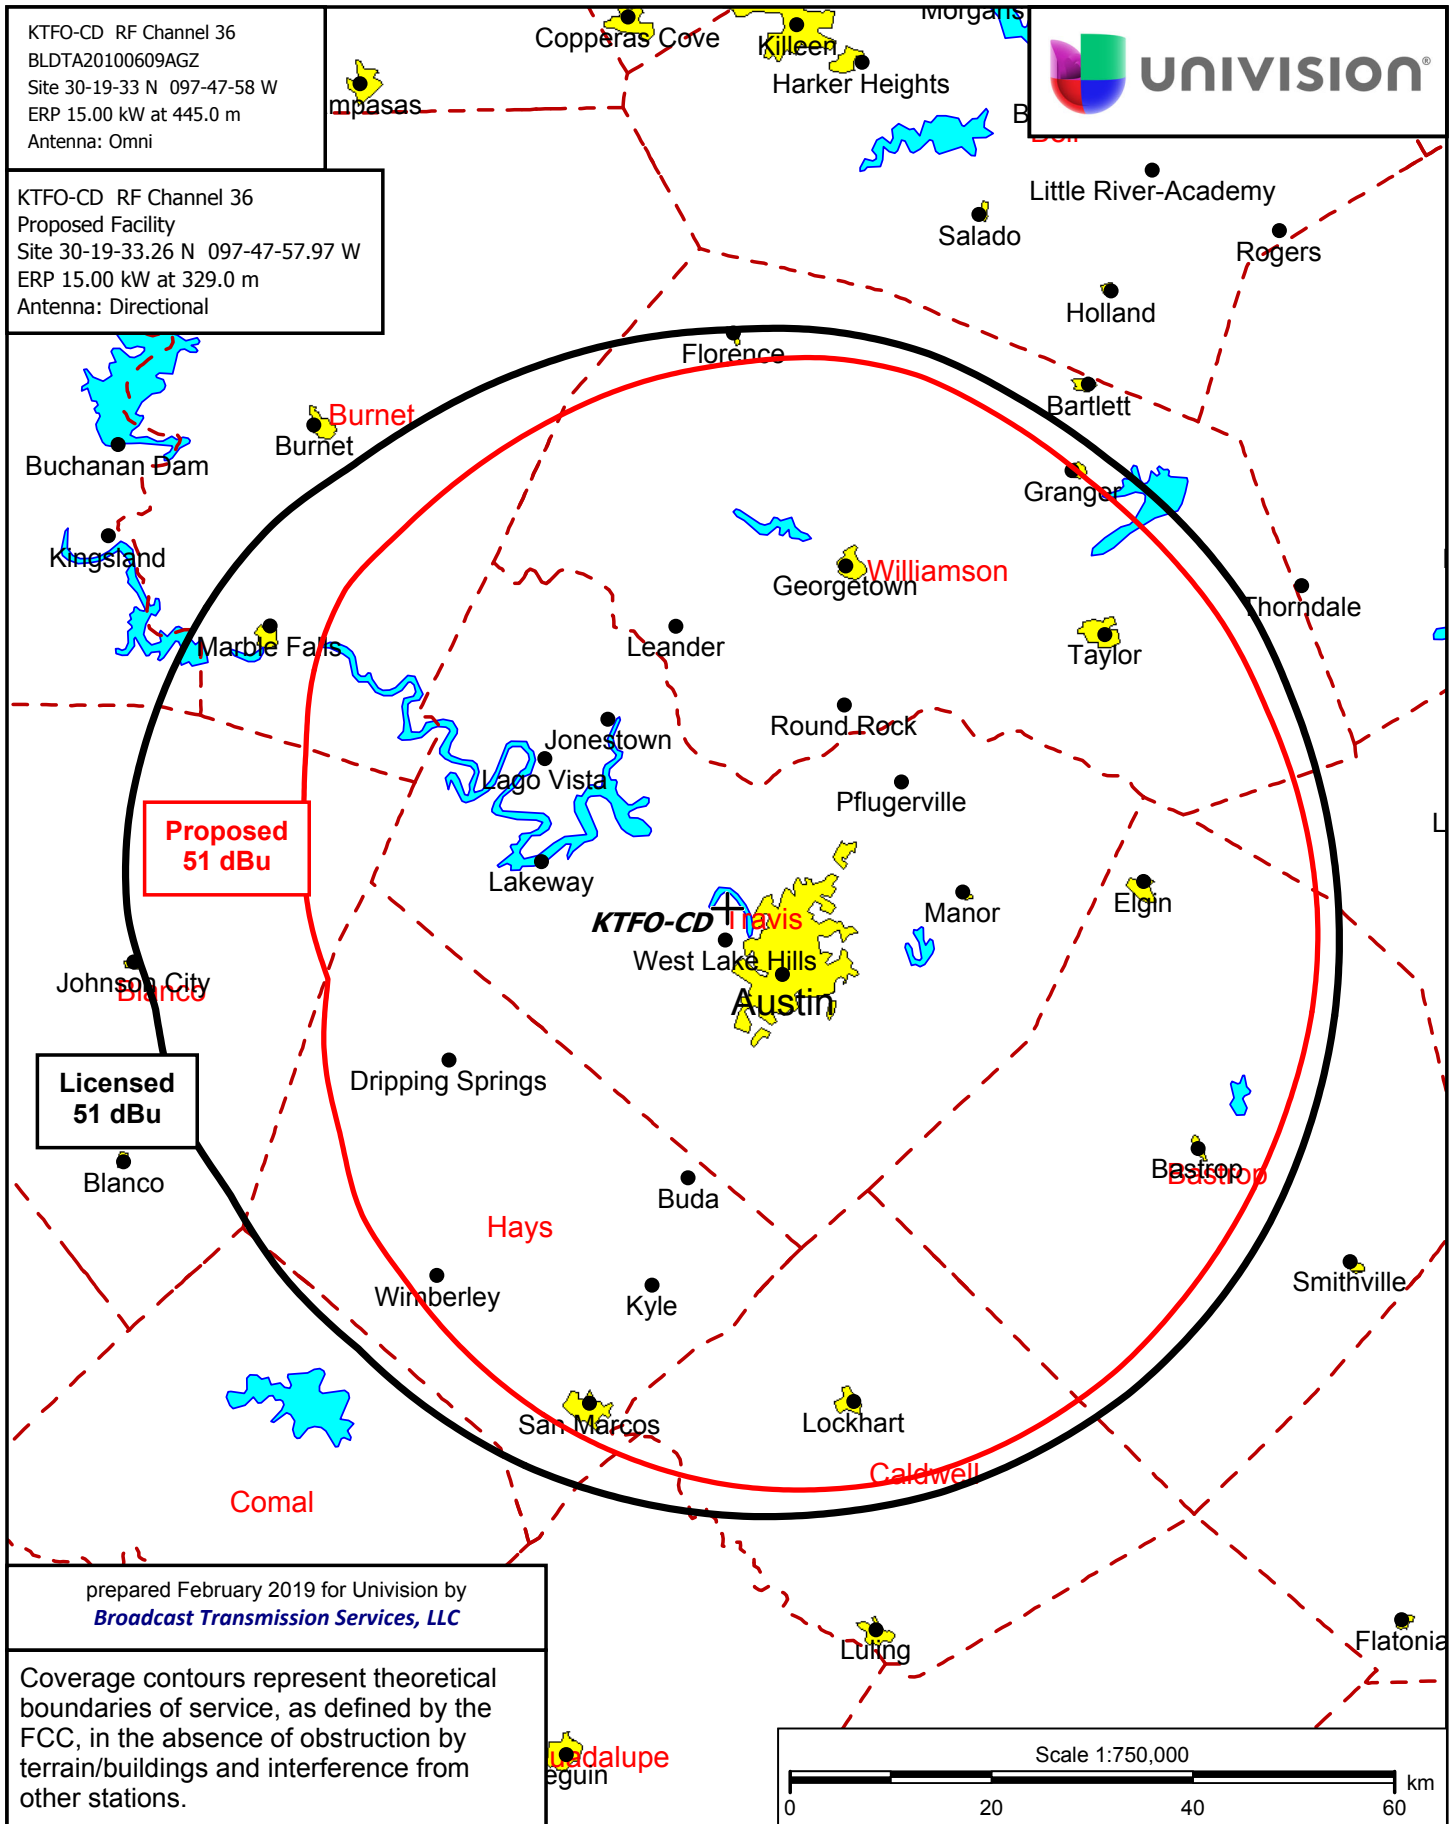 KTFO-CD RF Channel 36
BLDTA20100609AGZ
Site 30-19-33 N 097-47-58 W
ERP 15.00 kW at 445.0 m
Antenna: Omni
KTFO-CD RF Channel 36
Proposed Facility
Site 30-19-33.26 N 097-47-57.97 W
ERP 15.00 kW at 329.0 m
Antenna: Directional
UNIVISION®
Copperas Cove
Killeen
Morgans
Harker Heights
mpasas
Little River-Academy
Salado
Rogers
Holland
Florence
Bartlett
Burnet
Burnet
Buchanan Dam
Granger
Kingsland
Georgetown
Williamson
Thorndale
Marble Falls
Leander
Taylor
Round Rock
Jonestown
Lago Vista
Pflugerville
Proposed
51 dBu
L
Lakeway
Manor
Elgin
KTFO-CD
Travis
West Lake Hills
Johnson City
Blanco
Austin
Licensed
51 dBu
Dripping Springs
Blanco
Bastrop
Bastrop
Buda
Hays
Wimberley
Kyle
Smithville
San Marcos
Lockhart
Caldwell
Comal
prepared February 2019 for Univision by
Broadcast Transmission Services, LLC
Luling
Flatonia
Coverage contours represent theoretical
boundaries of service, as defined by the
FCC, in the absence of obstruction by
terrain/buildings and interference from
other stations.
uadalupe
eguin
Scale 1:750,000
km
0 20 40 60